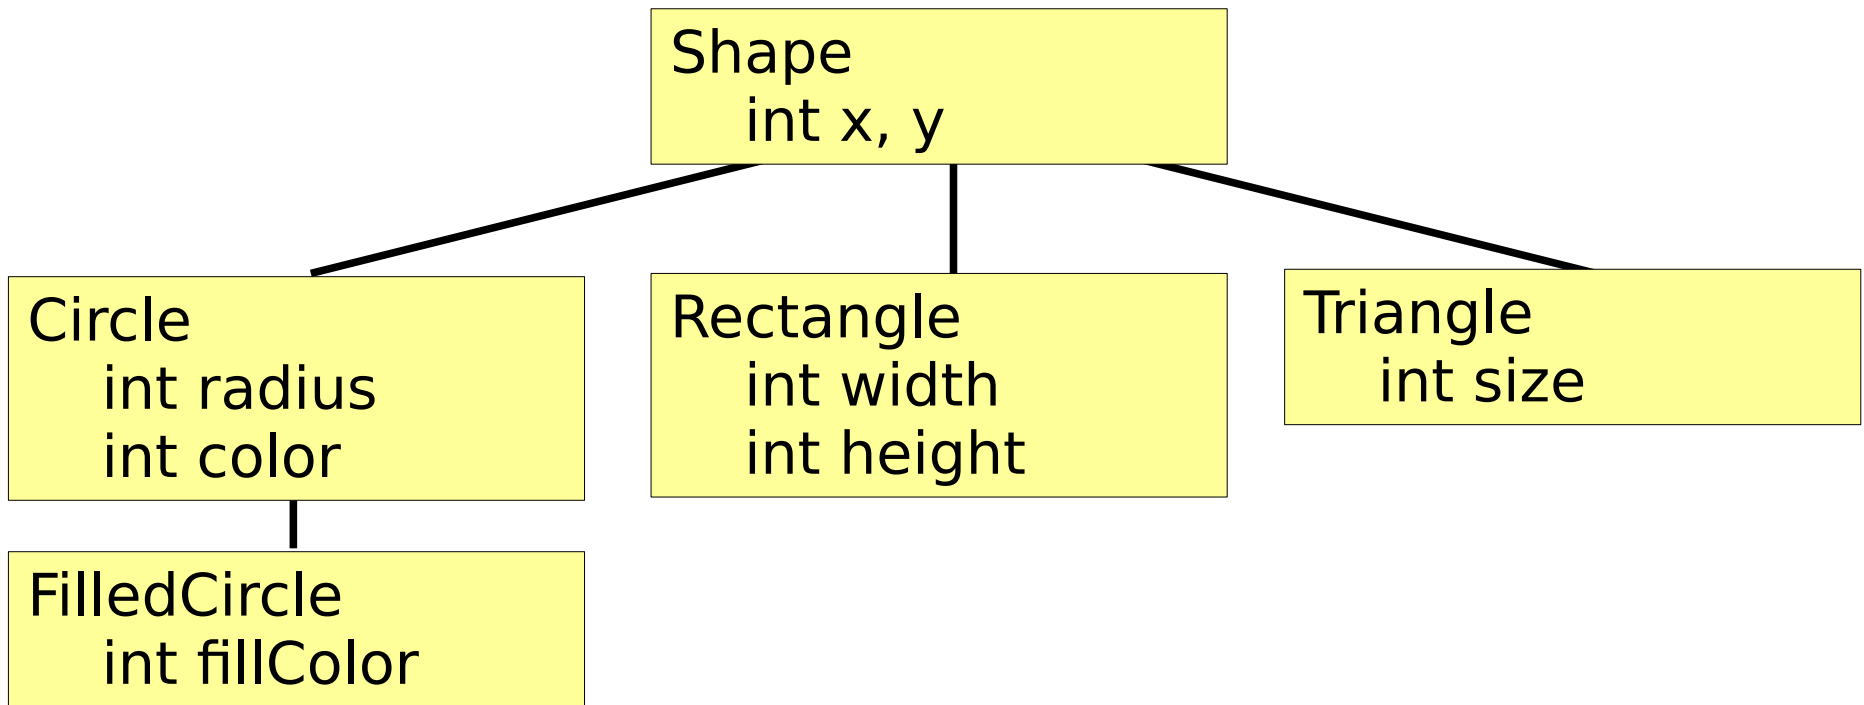 Shape
int x, y
Circle
int radius
int color
Rectangle
int width
int height
Triangle
int size
FilledCircle
int fillColor